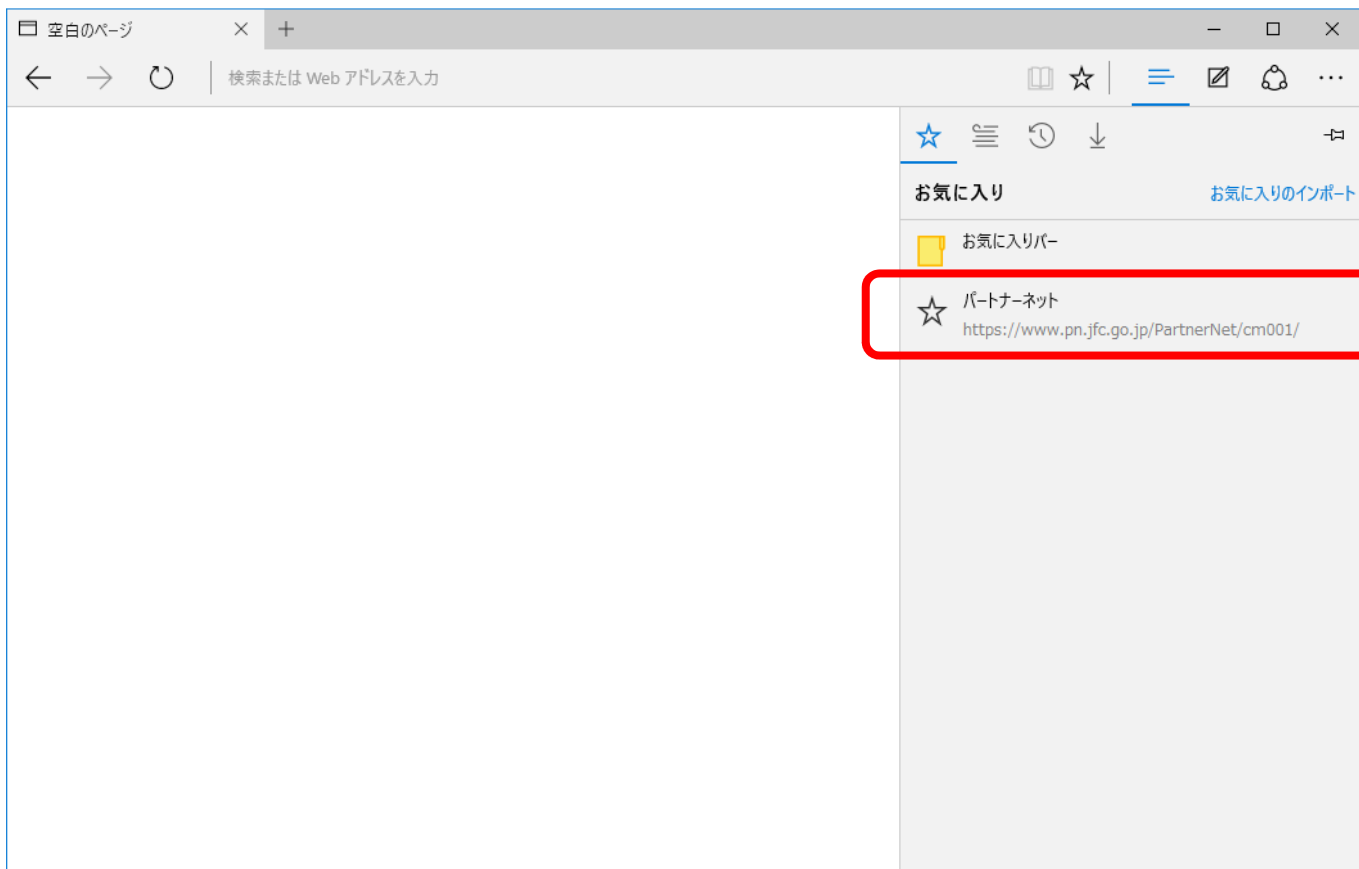 空白のページ
検索または Web アドレスを入力
お気に入り
お気に入りのインポート
お気に入りバー
パートナーネット
https://www.pn.jfc.go.jp/PartnerNet/cm001/